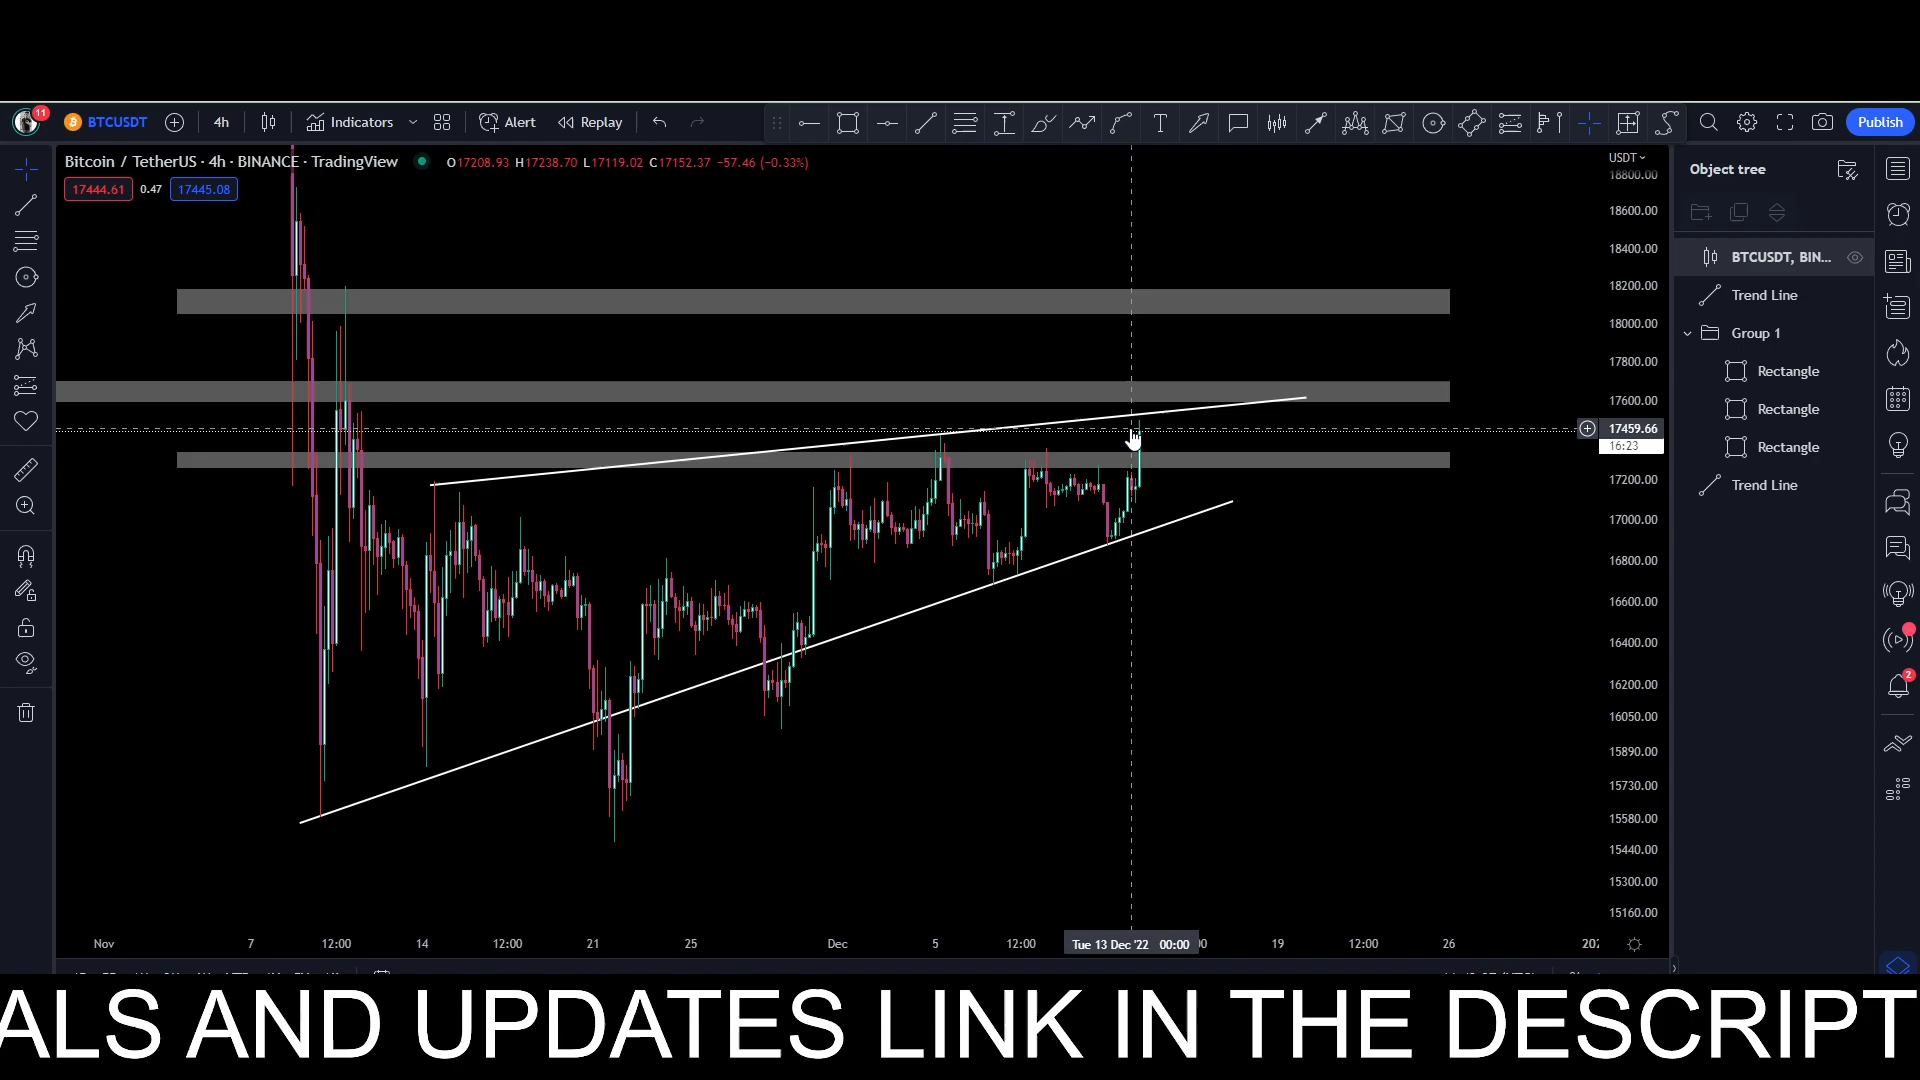 11 BTCUSDT 4h Indicators Alert Replay Publish
Bitcoin / TetherUS · 4h · BINANCE · TradingView O17208.93 H17238.70 L17119.02 C17152.37 −57.46 (−0.33%)
17444.61 0.47 17445.08
USDT
18800.00
18600.00
18400.00
18200.00
18000.00
17800.00
17600.00
17459.66
16:23
17200.00
17000.00
16800.00
16600.00
16400.00
16200.00
16050.00
15890.00
15730.00
15580.00
15440.00
15300.00
15160.00
Nov 7 12:00 14 12:00 21 25 Dec 5 12:00 Tue 13 Dec '22 00:00 19 12:00 26
Object tree
BTCUSDT, BIN...
Trend Line
Group 1
Rectangle
Rectangle
Rectangle
Trend Line
2
ALS AND UPDATES LINK IN THE DESCRIPT